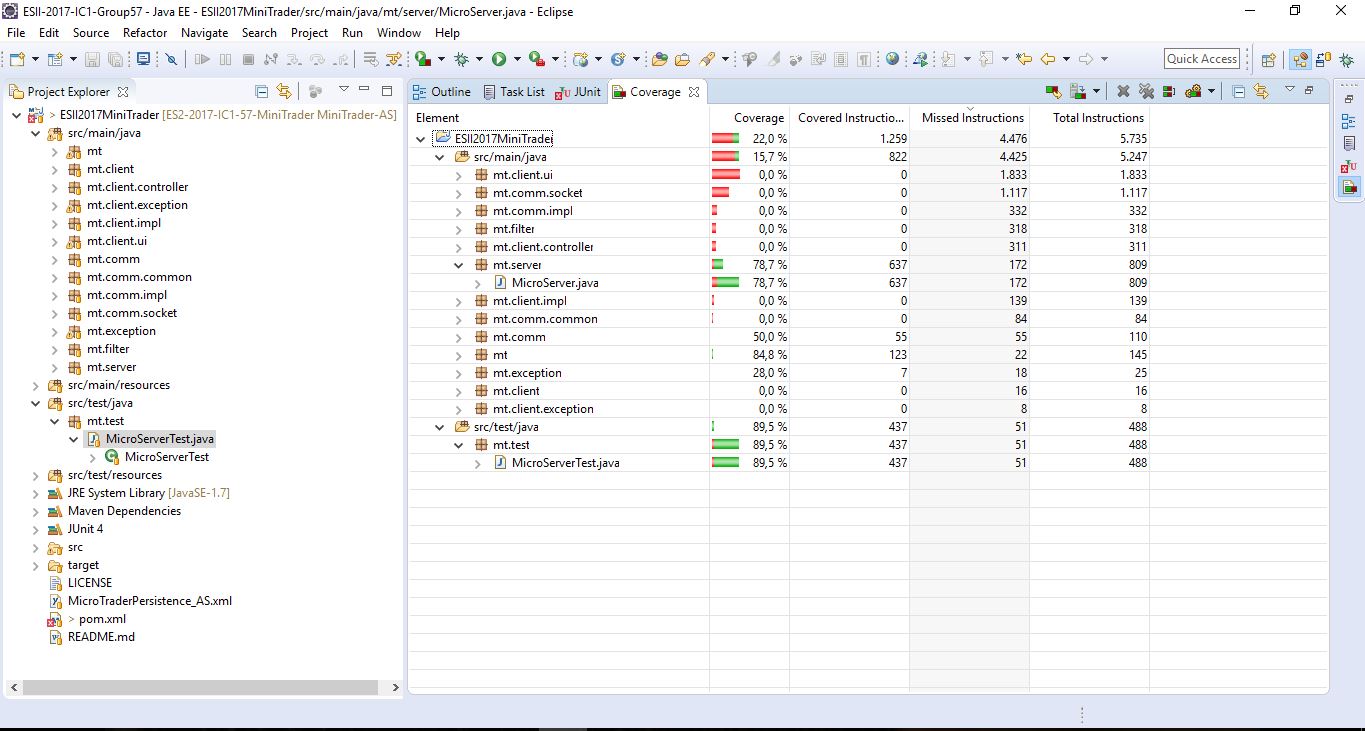 ESII-2017-IC1-Group57 - Java EE - ESII2017MiniTrader/src/main/java/mt/server/MicroServer.java - Eclipse
File Edit Source Refactor Navigate Search Project Run Window Help
Quick Access
Project Explorer
ESII2017MiniTrader [ES2-2017-IC1-57-MiniTrader MiniTrader-AS]
src/main/java
mt
mt.client
mt.client.controller
mt.client.exception
mt.client.impl
mt.client.ui
mt.comm
mt.comm.common
mt.comm.impl
mt.comm.socket
mt.exception
mt.filter
mt.server
src/main/resources
src/test/java
mt.test
MicroServerTest.java
MicroServerTest
src/test/resources
JRE System Library [JavaSE-1.7]
Maven Dependencies
JUnit 4
src
target
LICENSE
MicroTraderPersistence_AS.xml
> pom.xml
README.md
Outline Task List JUnit Coverage
Element Coverage Covered Instructio... Missed Instructions Total Instructions
ESII2017MiniTrader 22,0 % 1.259 4.476 5.735
src/main/java 15,7 % 822 4.425 5.247
mt.client.ui 0,0 % 0 1.833 1.833
mt.comm.socket 0,0 % 0 1.117 1.117
mt.comm.impl 0,0 % 0 332 332
mt.filter 0,0 % 0 318 318
mt.client.controller 0,0 % 0 311 311
mt.server 78,7 % 637 172 809
MicroServer.java 78,7 % 637 172 809
mt.client.impl 0,0 % 0 139 139
mt.comm.common 0,0 % 0 84 84
mt.comm 50,0 % 55 55 110
mt 84,8 % 123 22 145
mt.exception 28,0 % 7 18 25
mt.client 0,0 % 0 16 16
mt.client.exception 0,0 % 0 8 8
src/test/java 89,5 % 437 51 488
mt.test 89,5 % 437 51 488
MicroServerTest.java 89,5 % 437 51 488